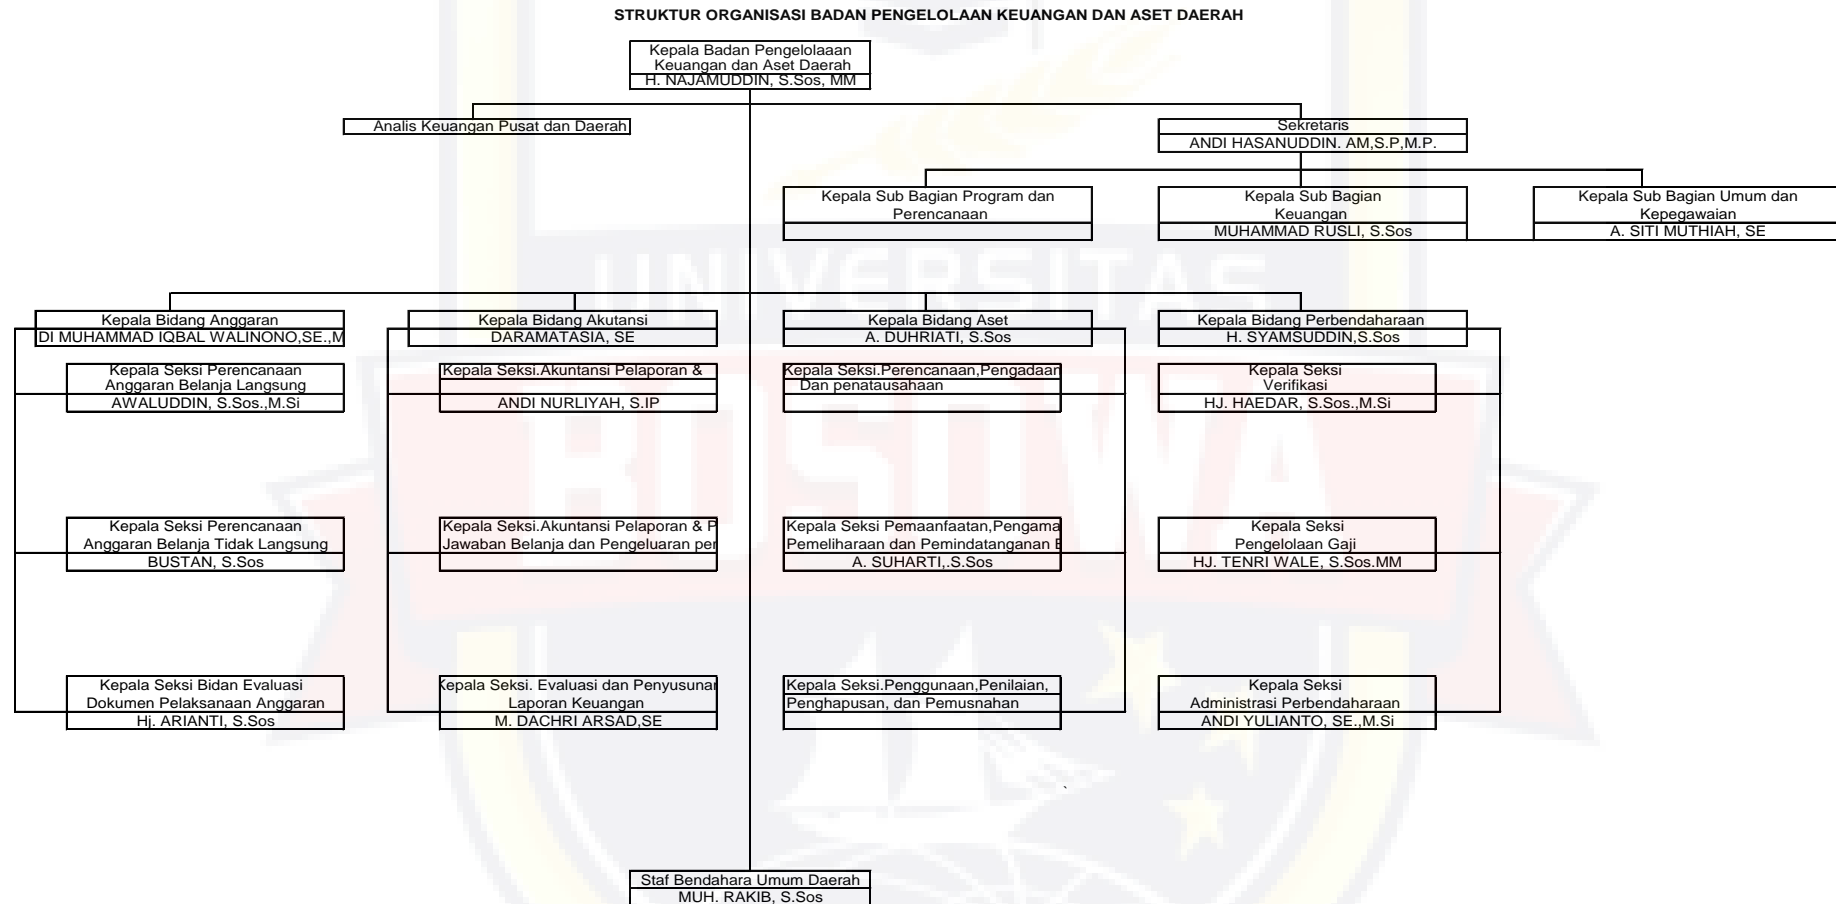 STRUKTUR ORGANISASI BADAN PENGELOLAAN KEUANGAN DAN ASET DAERAH
Kepala Badan Pengelolaaan
Keuangan dan Aset Daerah
H. NAJAMUDDIN, S.Sos, MM
Analis Keuangan Pusat dan Daerah
Sekretaris
ANDI HASANUDDIN. AM,S.P,M.P.
Kepala Sub Bagian Program dan
Perencanaan
Kepala Sub Bagian
Keuangan
MUHAMMAD RUSLI, S.Sos
Kepala Sub Bagian Umum dan
Kepegawaian
A. SITI MUTHIAH, SE
UNIVERSITAS
BOSOWA
Kepala Bidang Anggaran
DI MUHAMMAD IQBAL WALINONO,SE.,M
Kepala Seksi Perencanaan
Anggaran Belanja Langsung
AWALUDDIN, S.Sos.,M.Si
Kepala Seksi Perencanaan
Anggaran Belanja Tidak Langsung
BUSTAN, S.Sos
Kepala Seksi Bidan Evaluasi
Dokumen Pelaksanaan Anggaran
Hj. ARIANTI, S.Sos
Kepala Bidang Akutansi
DARAMATASIA, SE
Kepala Seksi.Akuntansi Pelaporan &
ANDI NURLIYAH, S.IP
Kepala Seksi.Akuntansi Pelaporan & P
Jawaban Belanja dan Pengeluaran per
Kepala Seksi. Evaluasi dan Penyusunan
Laporan Keuangan
M. DACHRI ARSAD,SE
Kepala Bidang Aset
A. DUHRIATI, S.Sos
Kepala Seksi.Perencanaan,Pengadaan
Dan penatausahaan
Kepala Seksi Pemaanfaatan,Pengama
Pemeliharaan dan Pemindatanganan B
A. SUHARTI,.S.Sos
Kepala Seksi.Penggunaan,Penilaian,
Penghapusan, dan Pemusnahan
Kepala Bidang Perbendaharaan
H. SYAMSUDDIN,S.Sos
Kepala Seksi
Verifikasi
HJ. HAEDAR, S.Sos.,M.Si
Kepala Seksi
Pengelolaan Gaji
HJ. TENRI WALE, S.Sos.MM
Kepala Seksi
Administrasi Perbendaharaan
ANDI YULIANTO, SE.,M.Si
`
Staf Bendahara Umum Daerah
MUH. RAKIB, S.Sos